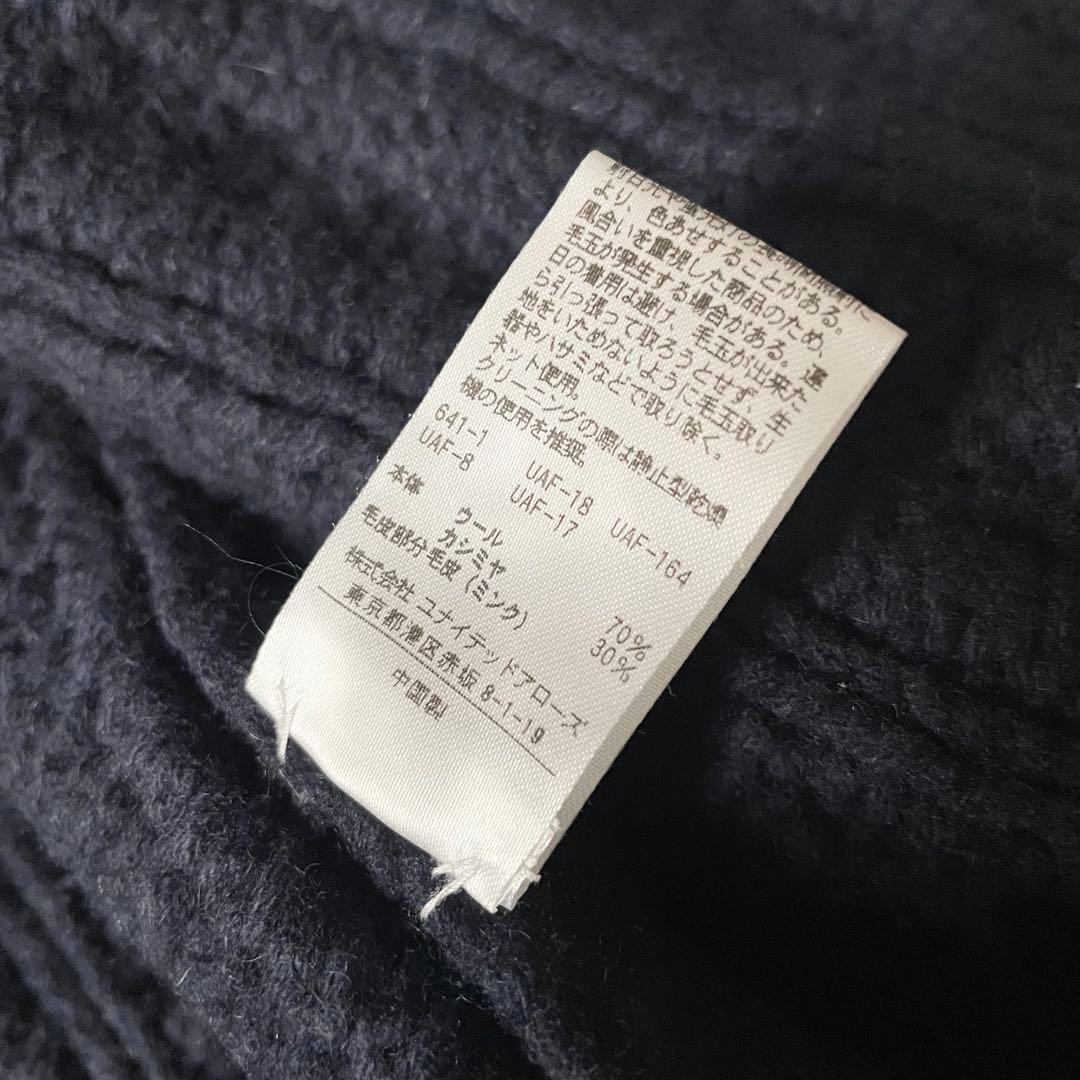 より、色あせすることがある。
風合いを重視した商品のため、
毛玉が発生する場合がある。連
日の着用は避け、毛玉が出来た
ら引っ張って取ろうとせず、生
地をいためないように毛玉取り
器やハサミなどで取り除く。
ネット使用。
クリーニングの際は静止型乾燥
機の使用を推奨。
641-1 UAF-18 UAF-164
UAF-8 UAF-17
本体 ウール 70%
カシミヤ 30%
毛皮部分毛皮(ミンク)
株式会社 ユナイテッドアローズ
東京都港区赤坂 8-1-19
中国製